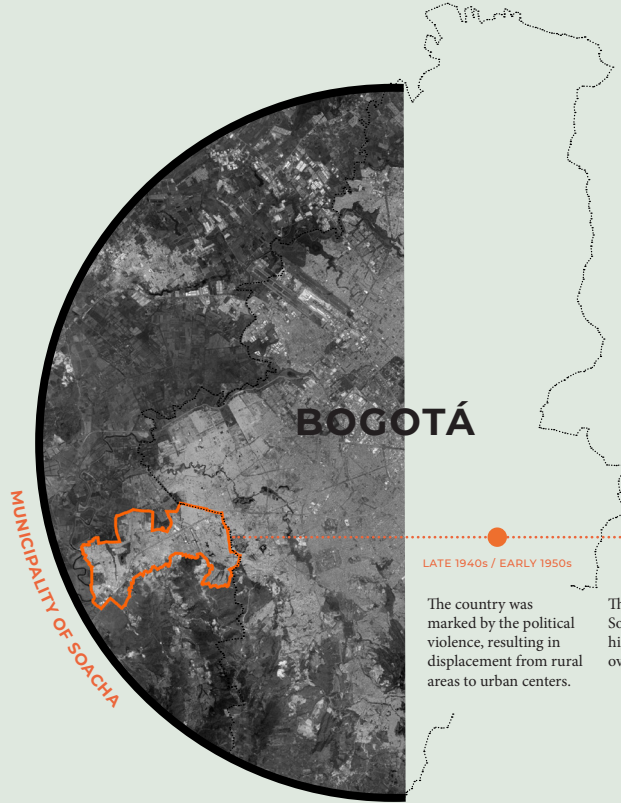 BOGOTÁ
MUNICIPALITY OF SOACHA
LATE 1940s / EARLY 1950s
The country was
marked by the political
violence, resulting in
displacement from rural
areas to urban centers.